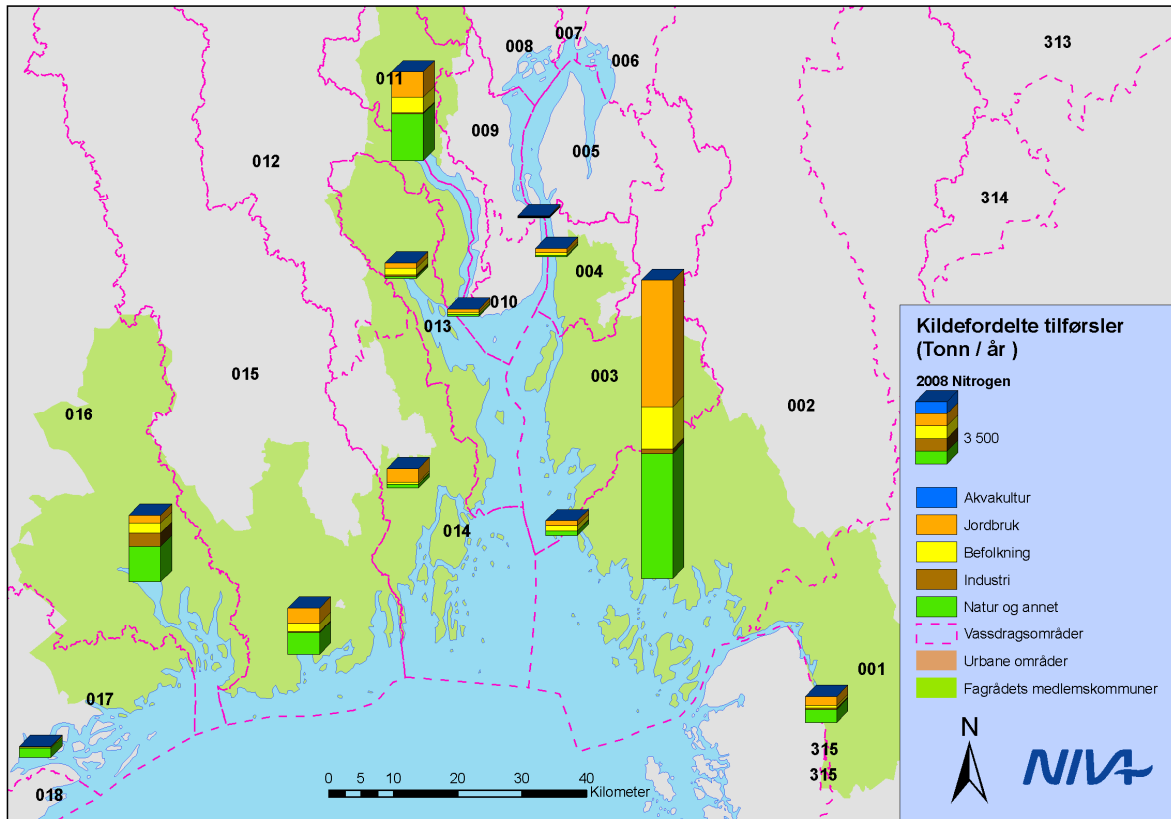 007
008
006
313
011
009
012
005
314
004
010
013
003
015
002
016
014
001
017
315
315
018
0 5 10 20 30 40
Kilometer
Kildefordelte tilførsler
(Tonn / år )
2008 Nitrogen
3 500
Akvakultur
Jordbruk
Befolkning
Industri
Natur og annet
Vassdragsområder
Urbane områder
Fagrådets medlemskommuner
N
NIVA